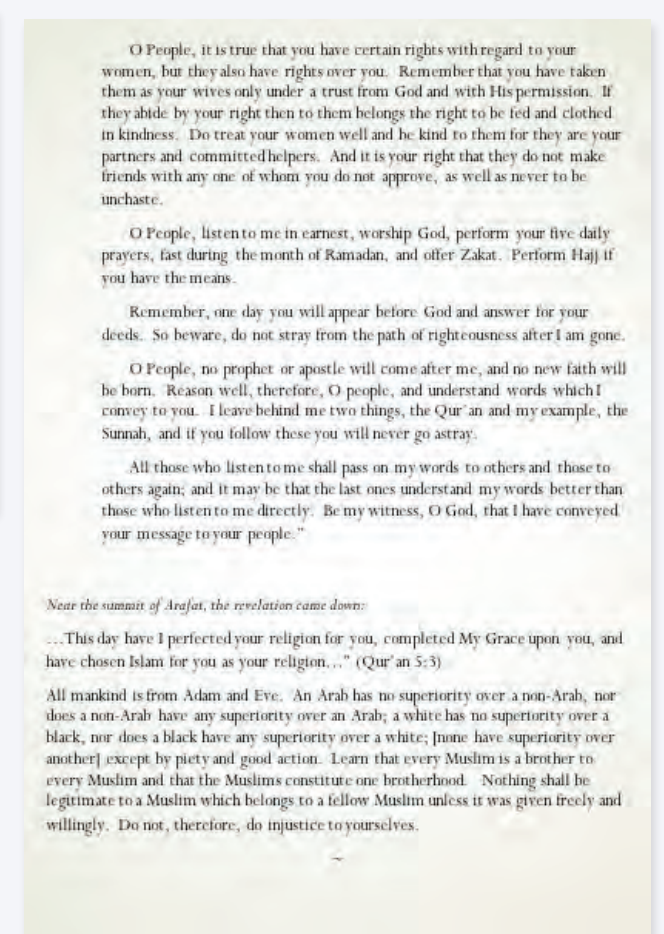 O People, it is true that you have certain rights with regard to your
women, but they also have rights over you. Remember that you have taken
them as your wives only under a trust from God and with His permission. If
they abide by your right then to them belongs the right to be fed and clothed
in kindness. Do treat your women well and be kind to them for they are your
partners and committed helpers. And it is your right that they do not make
friends with any one of whom you do not approve, as well as never to be
unchaste.
O People, listen to me in earnest, worship God, perform your five daily
prayers, fast during the month of Ramadan, and offer Zakat. Perform Hajj if
you have the means.
Remember, one day you will appear before God and answer for your
deeds. So beware, do not stray from the path of righteousness after I am gone.
O People, no prophet or apostle will come after me, and no new faith will
be born. Reason well, therefore, O people, and understand words which I
convey to you. I leave behind me two things, the Qur'an and my example, the
Sunnah, and if you follow these you will never go astray.
All those who listen to me shall pass on my words to others and those to
others again; and it may be that the last ones understand my words better than
those who listen to me directly. Be my witness, O God, that I have conveyed
your message to your people."
Near the summit of Arafat, the revelation came down:
…This day have I perfected your religion for you, completed My Grace upon you, and
have chosen Islam for you as your religion…" (Qur'an 5:3)
All mankind is from Adam and Eve. An Arab has no superiority over a non-Arab, nor
does a non-Arab have any superiority over an Arab; a white has no superiority over a
black, nor does a black have any superiority over a white; [none have superiority over
another] except by piety and good action. Learn that every Muslim is a brother to
every Muslim and that the Muslims constitute one brotherhood. Nothing shall be
legitimate to a Muslim which belongs to a fellow Muslim unless it was given freely and
willingly. Do not, therefore, do injustice to yourselves.
~